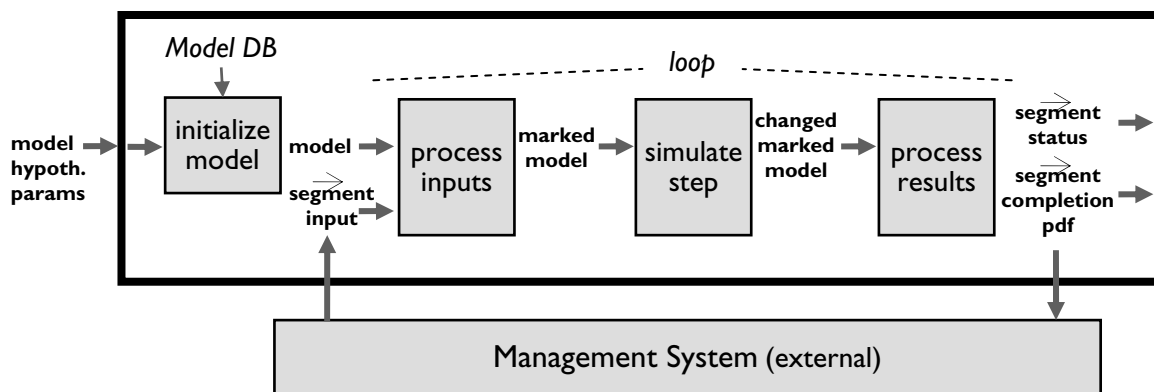 Model DB
loop
model
hypoth.
params
initialize
model
model
segment
input
process
inputs
marked
model
simulate
step
changed
marked
model
process
results
segment
status
segment
completion
pdf
Management System (external)